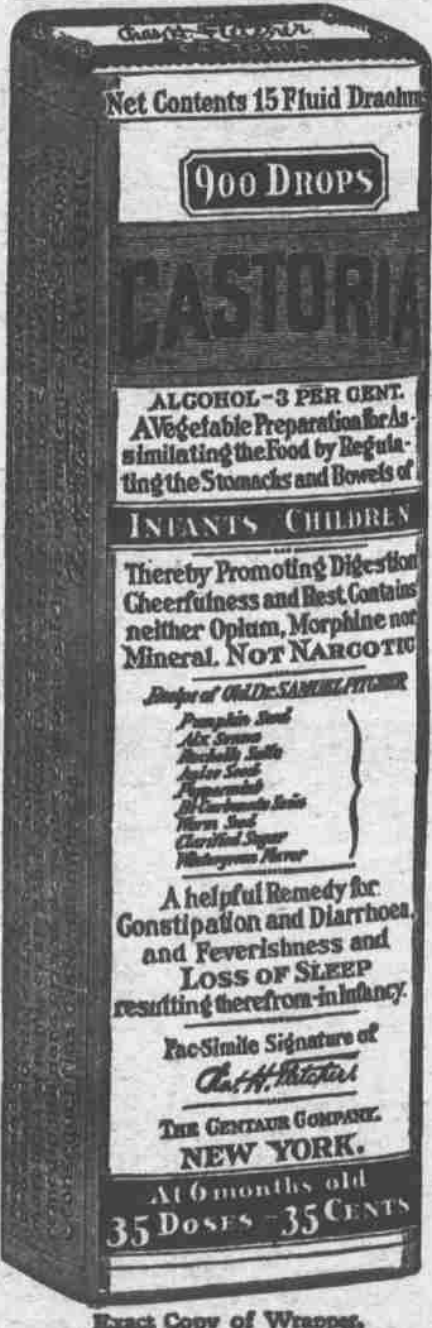 Chas. H. Fletcher
Net Contents 15 Fluid Drachms
900 DROPS
CASTORIA
ALCOHOL-3 PER CENT.
A Vegetable Preparation for As-
similating the Food by Regula-
ting the Stomachs and Bowels of
INFANTS CHILDREN
Thereby Promoting Digestion
Cheerfulness and Rest. Contains
neither Opium, Morphine nor
Mineral. NOT NARCOTIC
Recipe of Old Dr. SAMUEL PITCHER
Pumpkin Seed
Alx Senna
Rochelle Salts
Anise Seed
Peppermint
Bi Carbonate Soda
Worm Seed
Clarified Sugar
Wintergreen Flavor
A helpful Remedy for
Constipation and Diarrhoea,
and Feverishness and
LOSS OF SLEEP
resulting therefrom-in Infancy.
Fac-Simile Signature of
Chas. H. Fletcher
THE CENTAUR COMPANY.
NEW YORK.
At 6 months old
35 DOSES - 35 CENTS
Exact Copy of Wrapper.